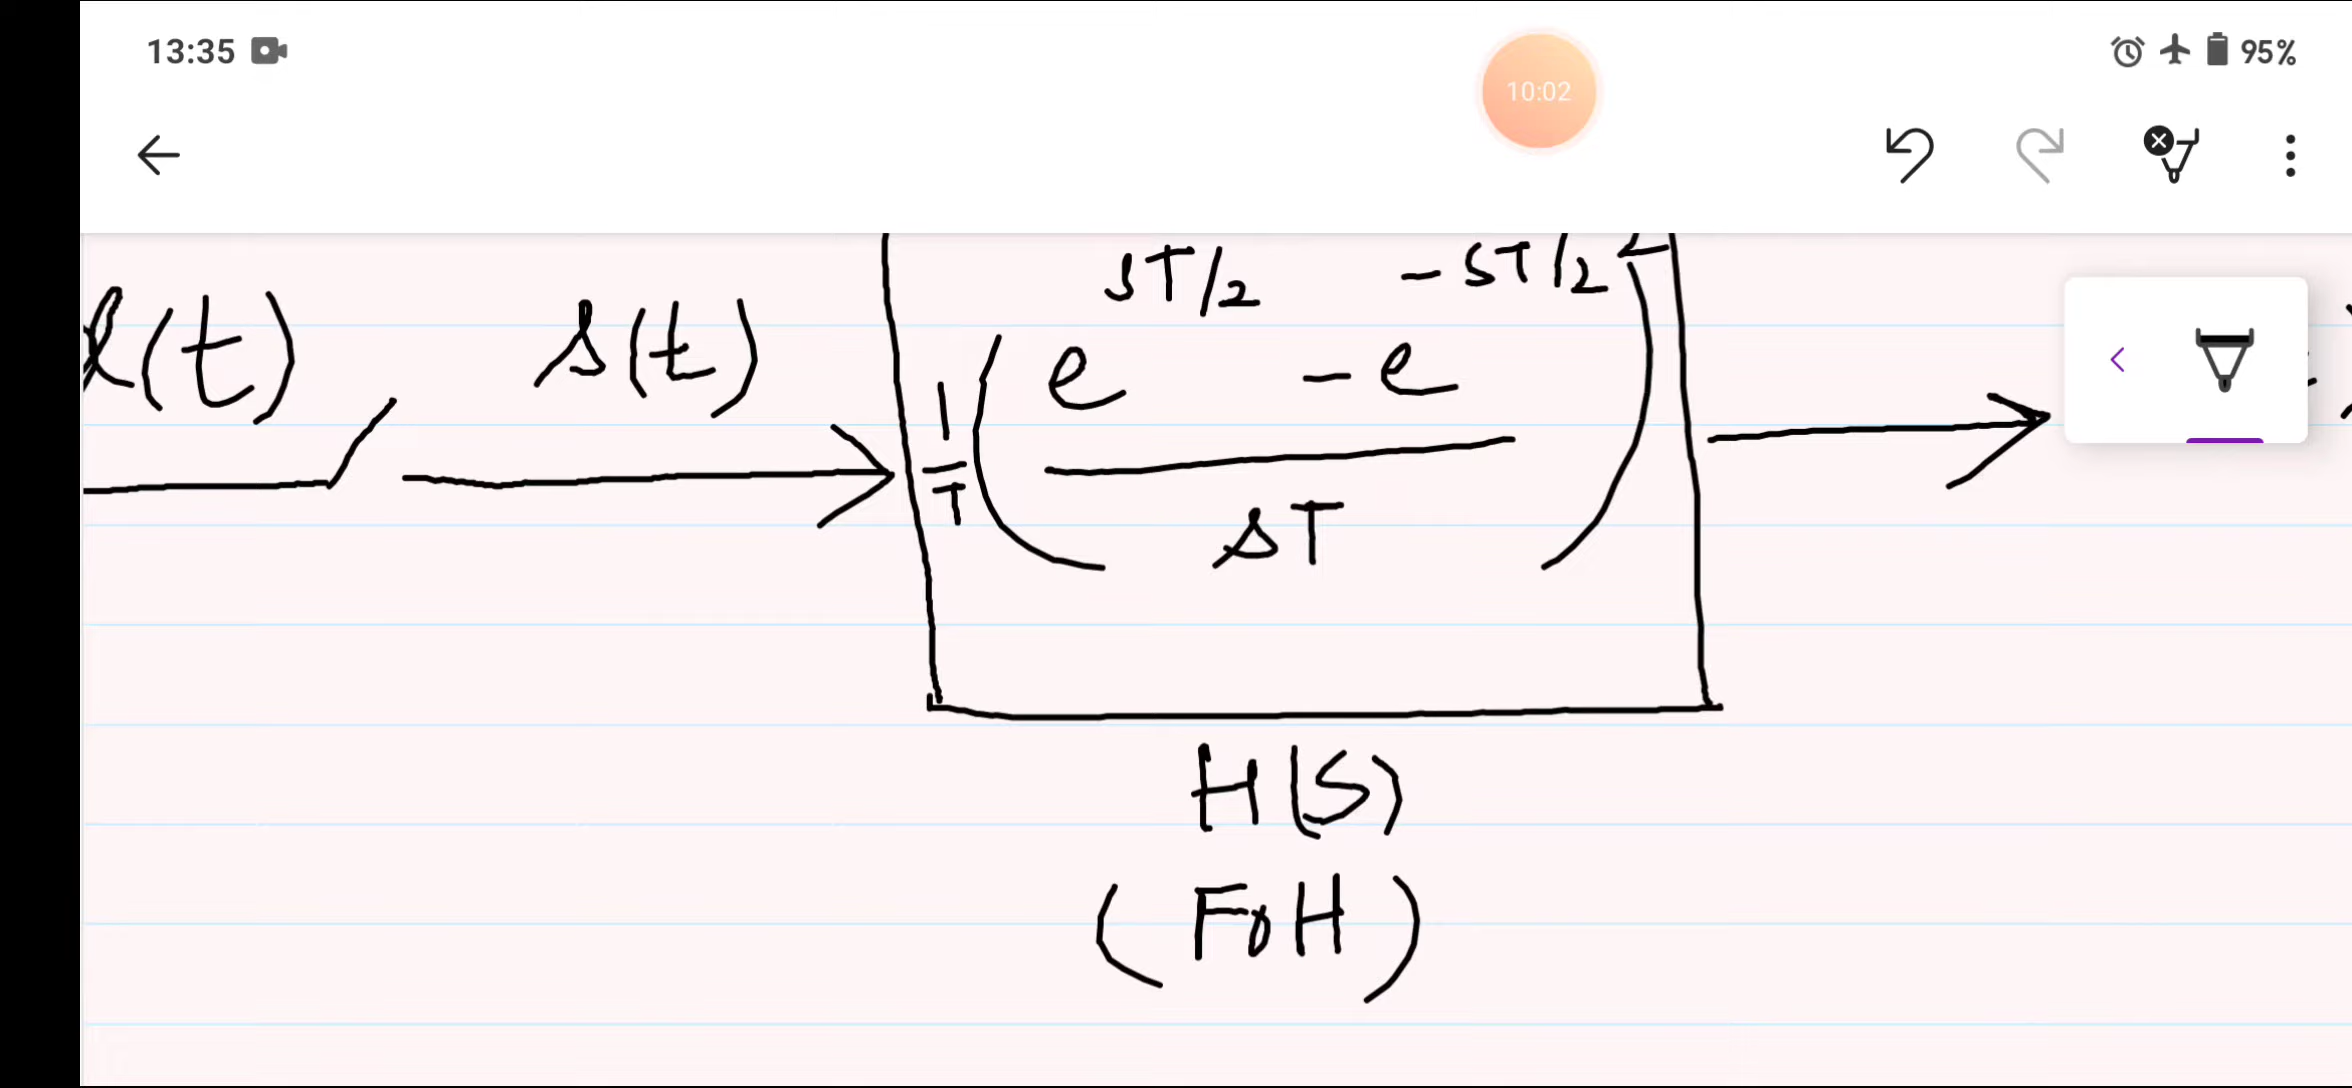 13:35
10:02
95%
(t)
s(t)
1/T ( (e^{sT/2} - e^{-sT/2}) / sT )^2
H(s)
(FoH)